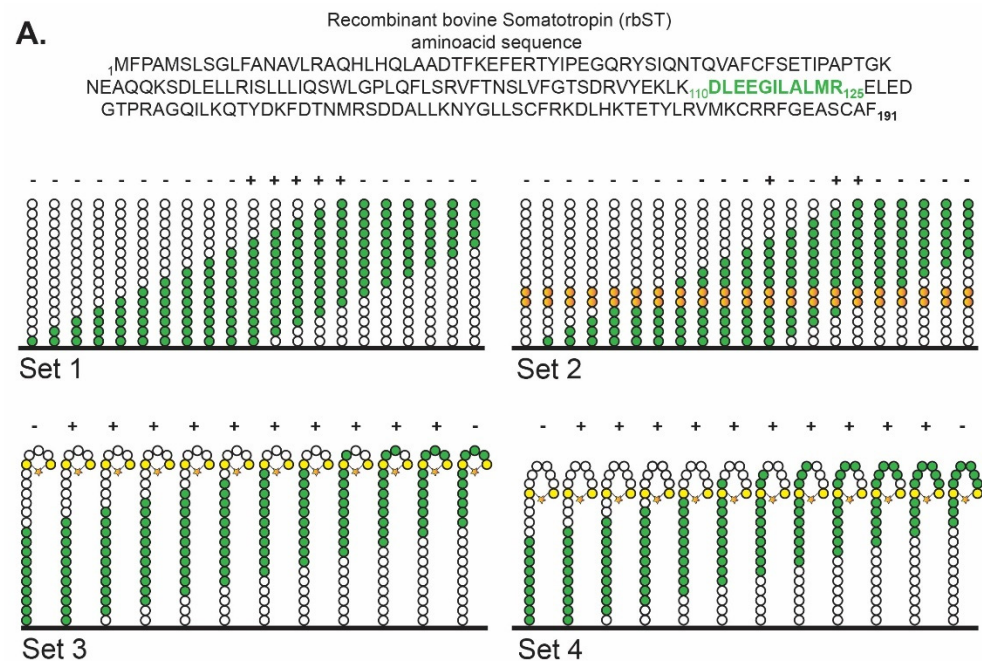 A.
Recombinant bovine Somatotropin (rbST)
aminoacid sequence
1MFPAMSLSGLFANAVLRAQHLHQLAADTFKEFERTYIPEGQRYSIQNTQVAFCFSETIPAPTGK
NEAQQKSDLELLRISLLLIQSWLGPLQFLSRVFTNSLVFGTSDRVYEKLK110DLEEGILALMR125ELED
GTPRAGQILKQTYDKFDTNMRSDDALLKNYGLLSCFRKDLHKTETYLRVMKCRRFGEASCAF191
- - - - - - - - - - + + + + + - - - - - -
- - - - - - - - - - - + - - + + - - - - -
Set 1
Set 2
- + + + + + + + + + + -
- + + + + + + + + + + -
Set 3
Set 4